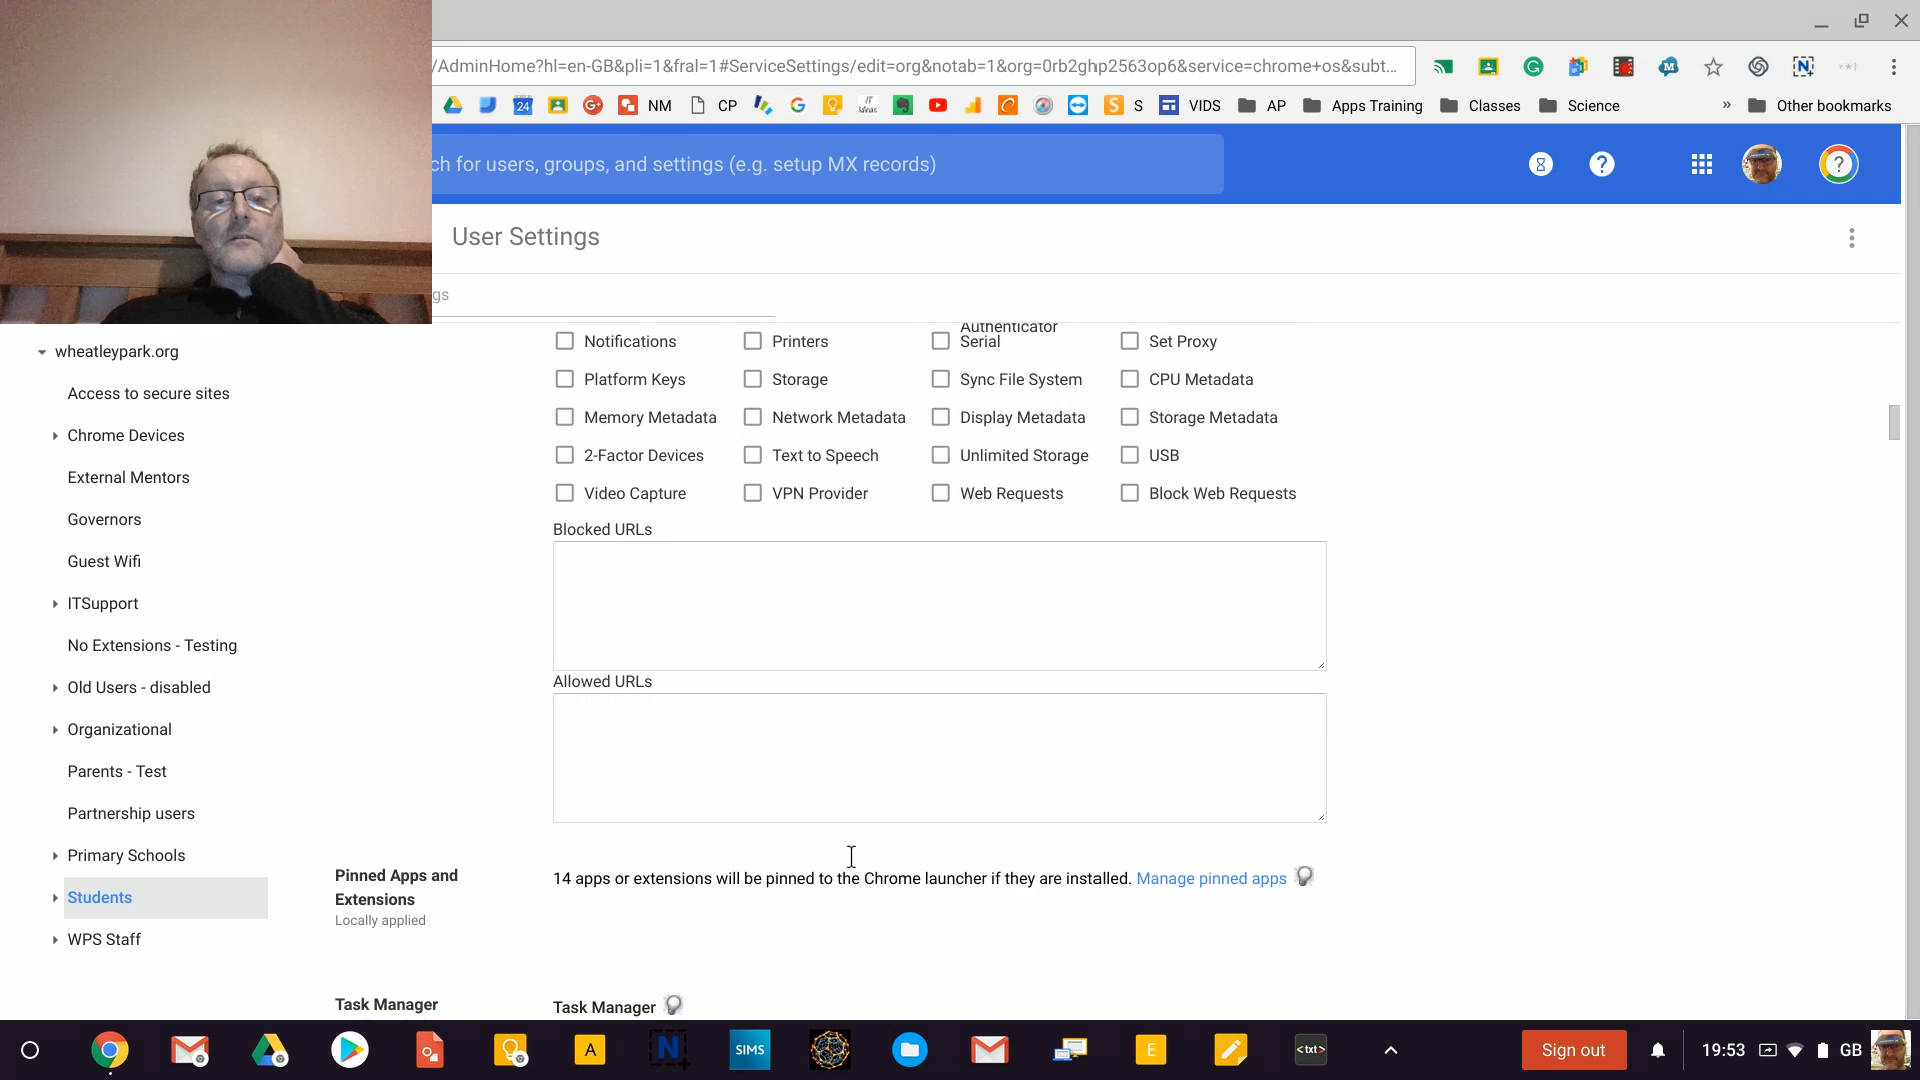 /AdminHome?hl=en-GB&pli=1&fral=1#ServiceSettings/edit=org&notab=1&org=0rb2ghp2563op6&service=chrome+os&subt...
24 NM CP IT Ideas S S VIDS AP Apps Training Classes Science » Other bookmarks
ch for users, groups, and settings (e.g. setup MX records)
User Settings
gs
Authenticator
Notifications Printers Serial Set Proxy
Platform Keys Storage Sync File System CPU Metadata
Memory Metadata Network Metadata Display Metadata Storage Metadata
2-Factor Devices Text to Speech Unlimited Storage USB
Video Capture VPN Provider Web Requests Block Web Requests
Blocked URLs
Allowed URLs
Pinned Apps and
Extensions
Locally applied
14 apps or extensions will be pinned to the Chrome launcher if they are installed. Manage pinned apps
Task Manager Task Manager
wheatleypark.org
Access to secure sites
Chrome Devices
External Mentors
Governors
Guest Wifi
ITSupport
No Extensions - Testing
Old Users - disabled
Organizational
Parents - Test
Partnership users
Primary Schools
Students
WPS Staff
A N SIMS E <txt> Sign out 19:53 GB